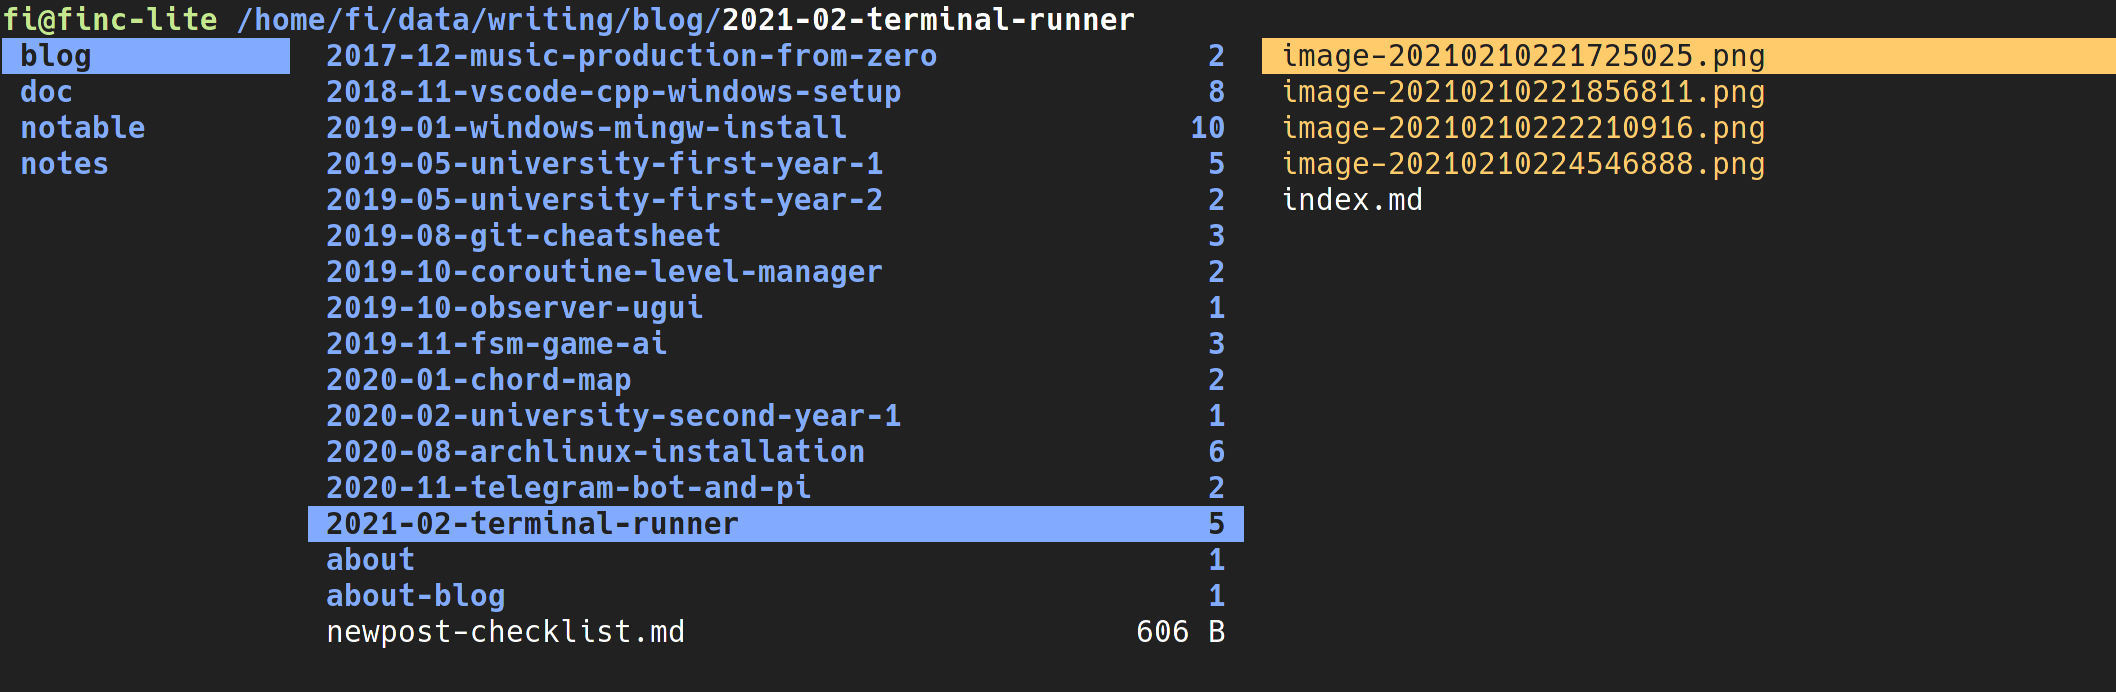 fi@finc-lite /home/fi/data/writing/blog/2021-02-terminal-runner
blog
doc
notable
notes
2017-12-music-production-from-zero 2
2018-11-vscode-cpp-windows-setup 8
2019-01-windows-mingw-install 10
2019-05-university-first-year-1 5
2019-05-university-first-year-2 2
2019-08-git-cheatsheet 3
2019-10-coroutine-level-manager 2
2019-10-observer-ugui 1
2019-11-fsm-game-ai 3
2020-01-chord-map 2
2020-02-university-second-year-1 1
2020-08-archlinux-installation 6
2020-11-telegram-bot-and-pi 2
2021-02-terminal-runner 5
about 1
about-blog 1
newpost-checklist.md 606 B
image-20210210221725025.png
image-20210210221856811.png
image-20210210222210916.png
image-20210210224546888.png
index.md